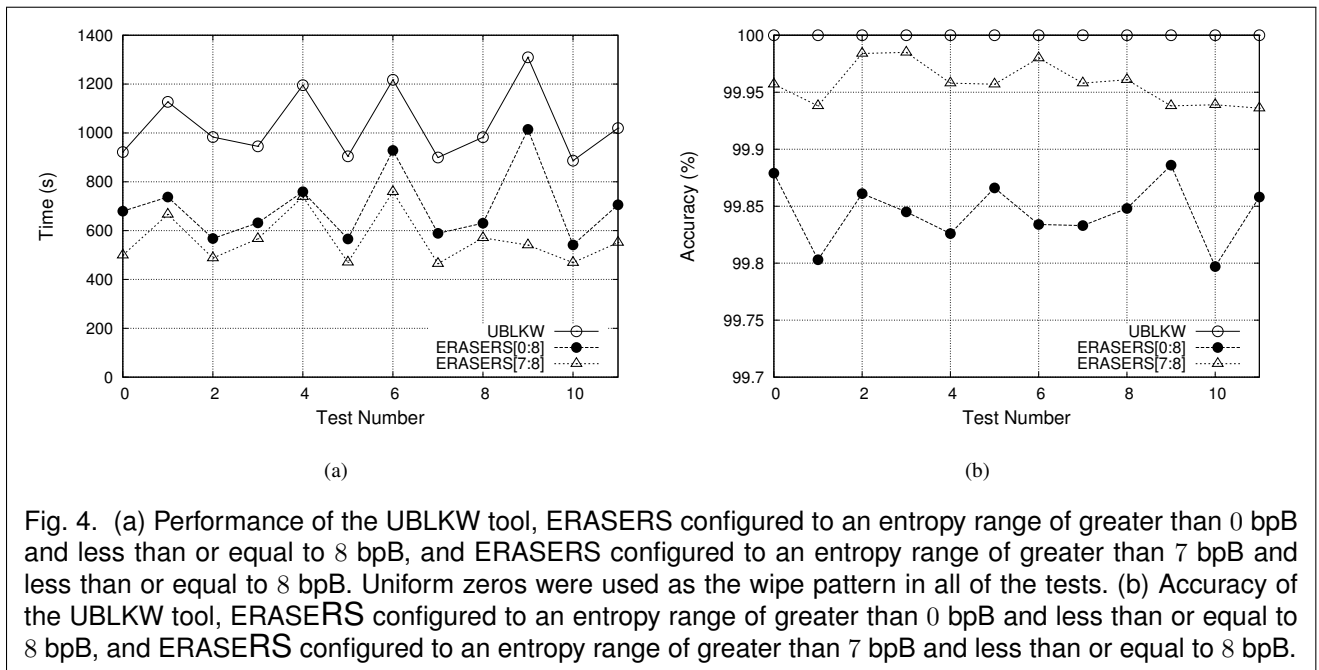 1400
1200
1000
800
600
400
200
0
Time (s)
0 2 4 6 8 10
Test Number
UBLKW
ERASERS[0:8]
ERASERS[7:8]
(a)
100
99.95
99.9
99.85
99.8
99.75
99.7
Accuracy (%)
0 2 4 6 8 10
Test Number
UBLKW
ERASERS[0:8]
ERASERS[7:8]
(b)
Fig. 4. (a) Performance of the UBLKW tool, ERASERS configured to an entropy range of greater than 0 bpB
and less than or equal to 8 bpB, and ERASERS configured to an entropy range of greater than 7 bpB and
less than or equal to 8 bpB. Uniform zeros were used as the wipe pattern in all of the tests. (b) Accuracy of
the UBLKW tool, ERASERS configured to an entropy range of greater than 0 bpB and less than or equal to
8 bpB, and ERASERS configured to an entropy range of greater than 7 bpB and less than or equal to 8 bpB.